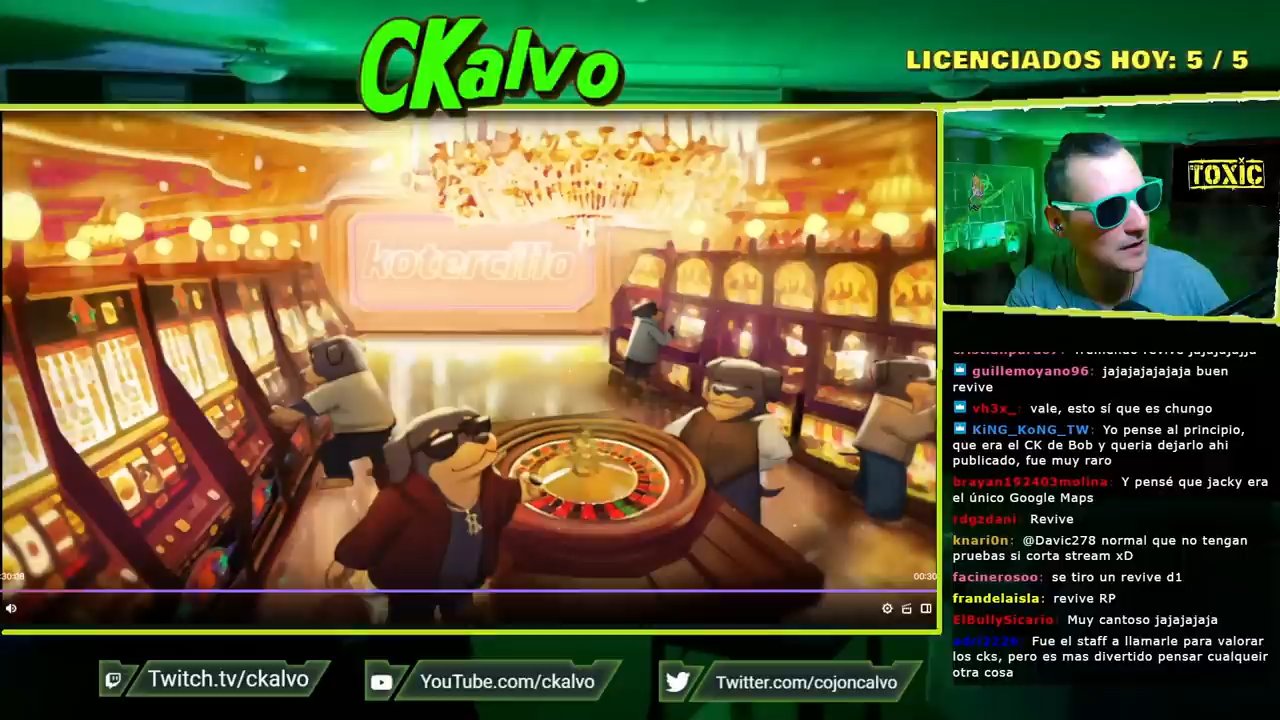 CKalvo
LICENCIADOS HOY: 5 / 5
TOXIC
kotercillo
guillemoyano96: jajajajajajaja buen
revive
vh3x_: vale, esto sí que es chungo
KiNG_KoNG_TW: Yo pense al principio,
que era el CK de Bob y queria dejarlo ahi
publicado, fue muy raro
brayan192403molina: Y pensé que jacky era
el único Google Maps
rdgzdani: Revive
knari0n: @Davic278 normal que no tengan
pruebas si corta stream xD
facinerosoo: se tiro un revive d1
frandelaisla: revive RP
ElBullySicario: Muy cantoso jajajajaja
Fue el staff a llamarle para valorar
los cks, pero es mas divertido pensar cualqueir
otra cosa
:30:08
00:30
Twitch.tv/ckalvo
YouTube.com/ckalvo
Twitter.com/cojoncalvo